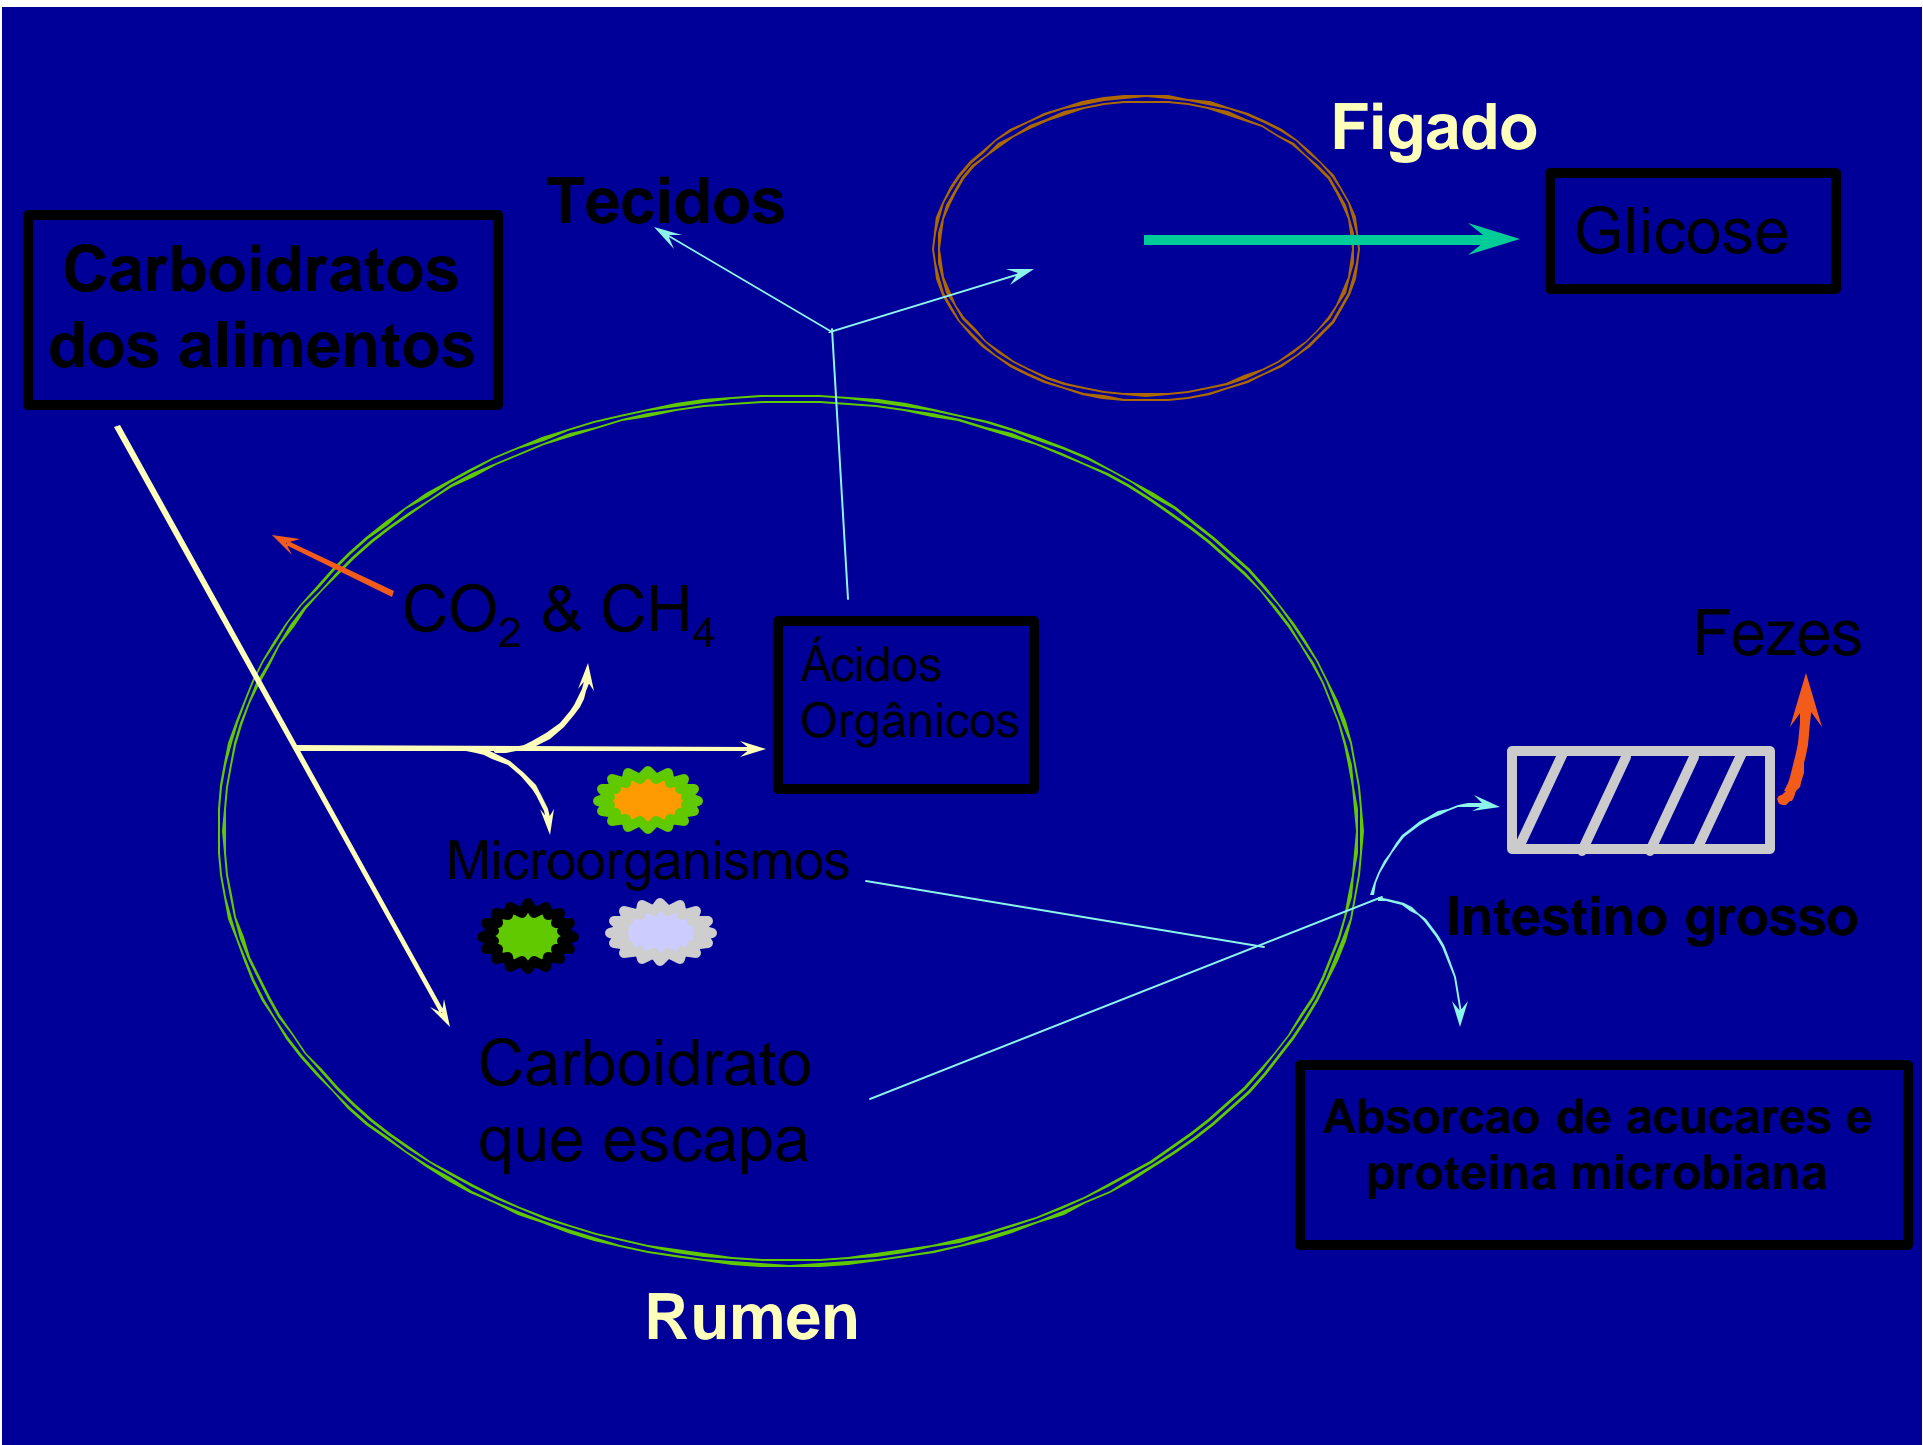 Figado
Tecidos
Glicose
Carboidratos
dos alimentos
CO₂ & CH₄
Fezes
Ácidos
Orgânicos
Microorganismos
Intestino grosso
Carboidrato
que escapa
Absorcao de acucares e
proteina microbiana
Rumen